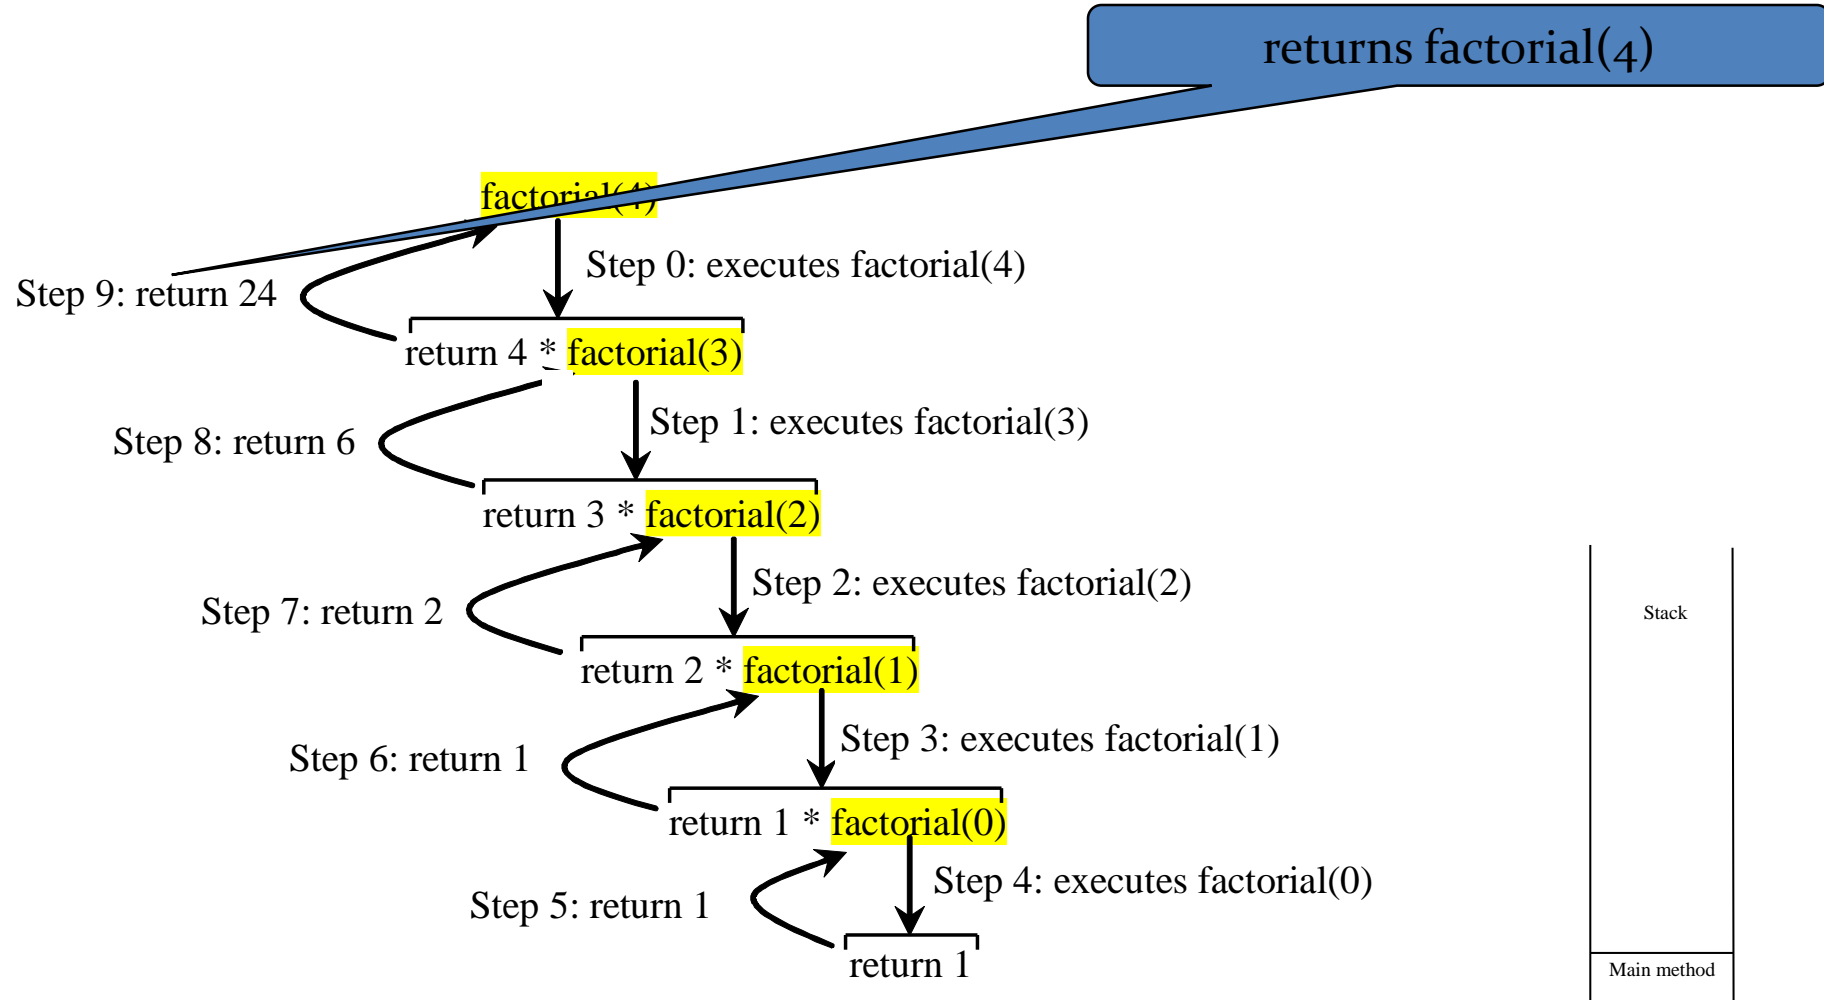 returns factorial(4)
factorial(4)
Step 0: executes factorial(4)
Step 9: return 24
return 4 * factorial(3)
Step 1: executes factorial(3)
Step 8: return 6
return 3 * factorial(2)
Step 2: executes factorial(2)
Step 7: return 2
Stack
return 2 * factorial(1)
Step 3: executes factorial(1)
Step 6: return 1
return 1 * factorial(0)
Step 4: executes factorial(0)
Step 5: return 1
return 1
Main method